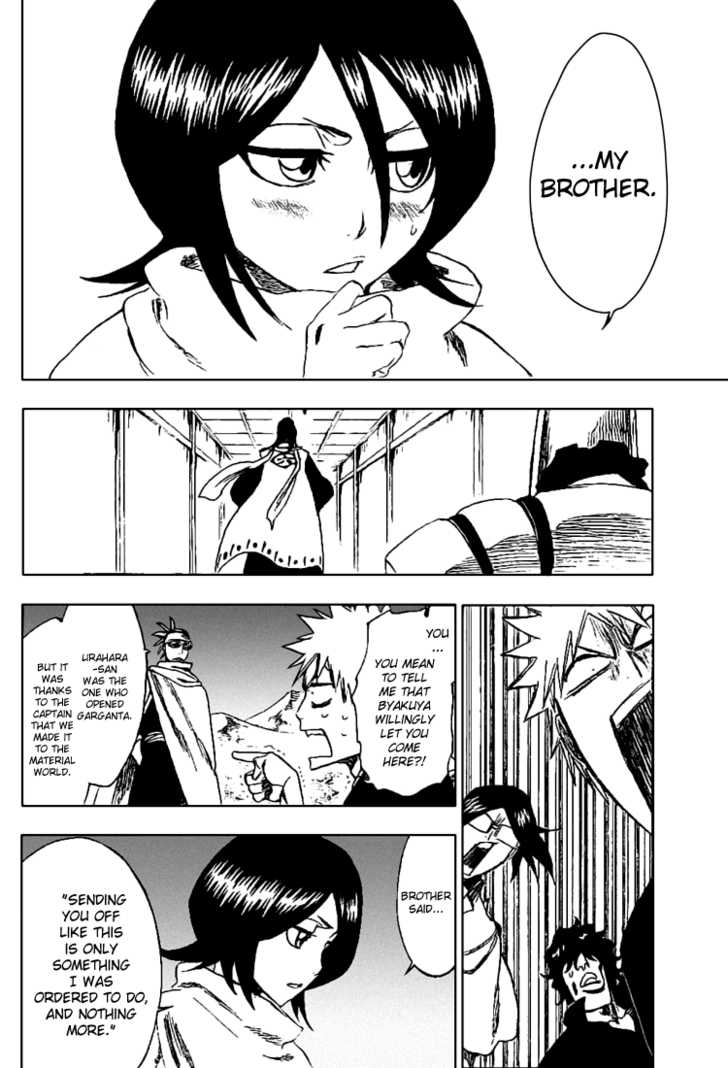 ...MY
BROTHER.
YOU
...
YOU MEAN
TO TELL
ME THAT
BYAKUYA
WILLINGLY
LET YOU
COME
HERE?!
URAHARA
-SAN
WAS THE
ONE WHO
OPENED
GARGANTA.
BUT IT
WAS
THANKS
TO THE
CAPTAIN
THAT WE
MADE IT
TO THE
MATERIAL
WORLD.
BROTHER
SAID...
"SENDING
YOU OFF
LIKE THIS
IS ONLY
SOMETHING
I WAS
ORDERED TO DO,
AND NOTHING
MORE."